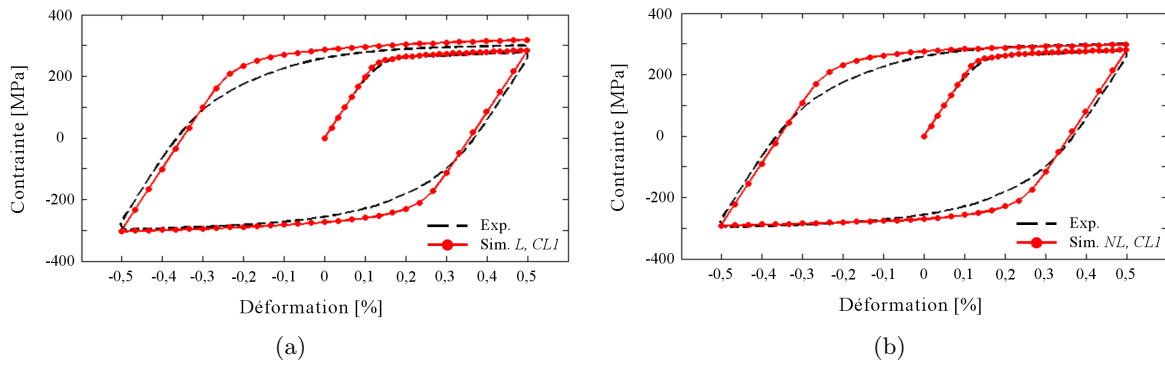 400
200
0
-200
-400
Contrainte [MPa]
-0,5 -0,4 -0,3 -0,2 -0,1 0 0,1 0,2 0,3 0,4 0,5
Déformation [%]
Exp.
Sim. L, CL1
(a)
400
200
0
-200
-400
Contrainte [MPa]
-0,5 -0,4 -0,3 -0,2 -0,1 0 0,1 0,2 0,3 0,4 0,5
Déformation [%]
Exp.
Sim. NL, CL1
(b)